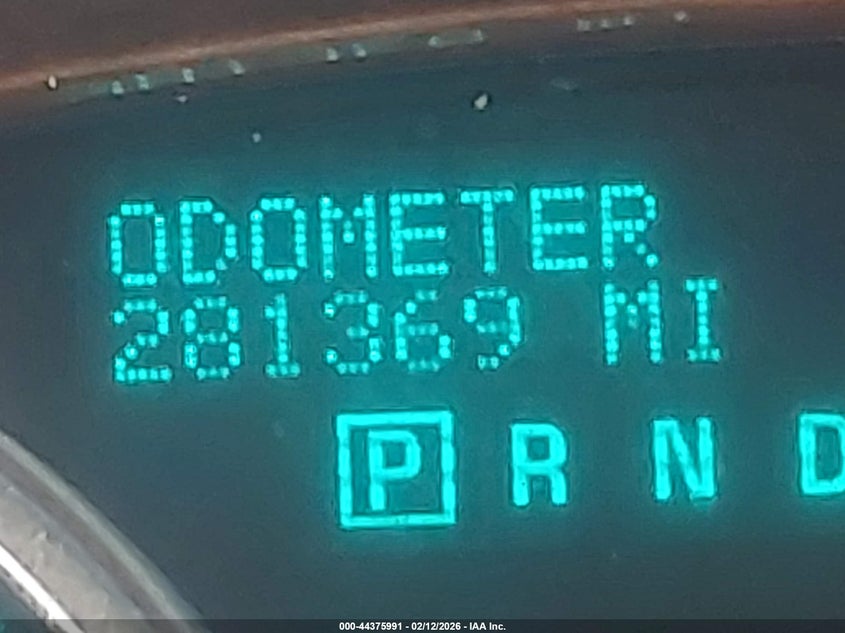 ODOMETER
281369 MI
P R N D
000-44375991 - 02/12/2026 - IAA Inc.